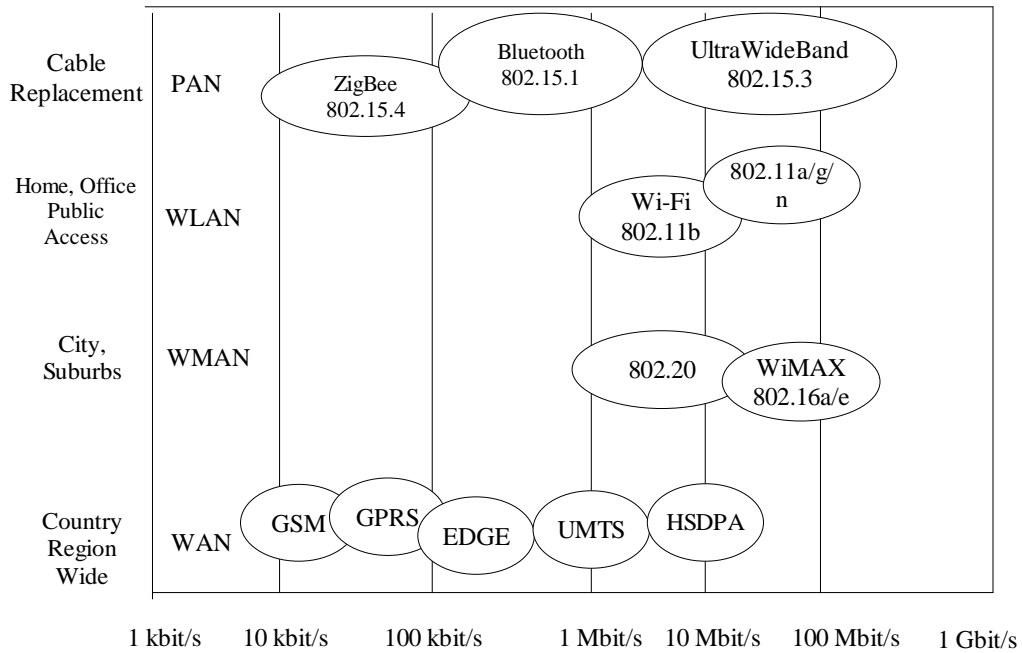 Cable
Replacement
PAN
ZigBee
802.15.4
Bluetooth
802.15.1
UltraWideBand
802.15.3
Home, Office
Public
Access
WLAN
Wi-Fi
802.11b
802.11a/g/
n
City,
Suburbs
WMAN
802.20
WiMAX
802.16a/e
Country
Region
Wide
WAN
GSM
GPRS
EDGE
UMTS
HSDPA
1 kbit/s
10 kbit/s
100 kbit/s
1 Mbit/s
10 Mbit/s
100 Mbit/s
1 Gbit/s